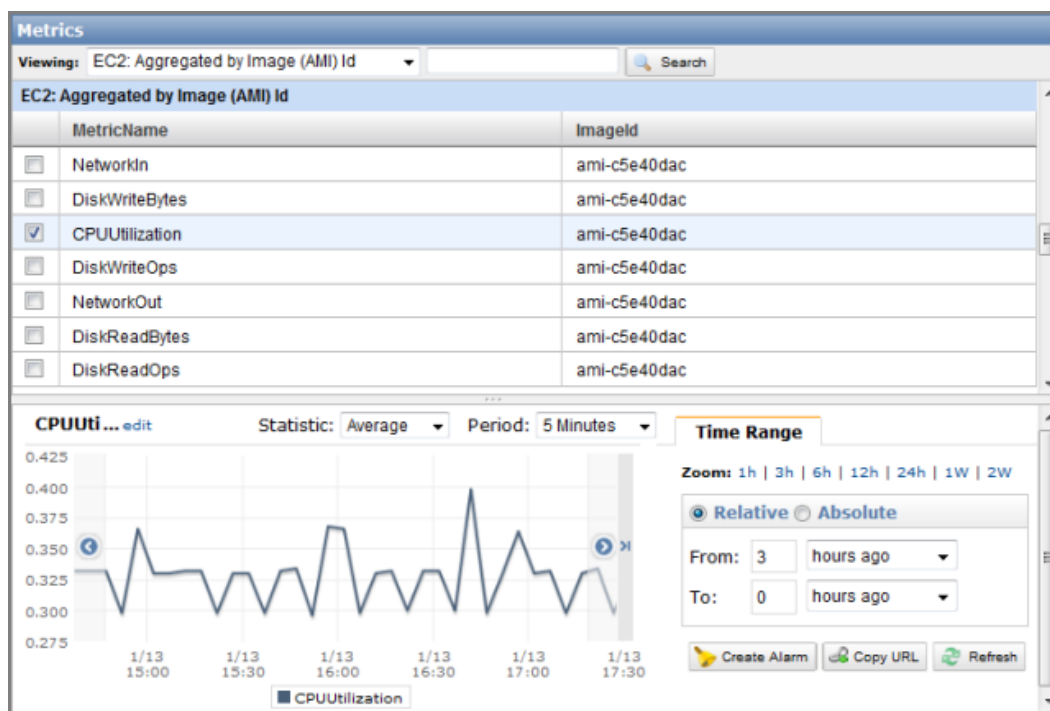 Metrics
Viewing: EC2: Aggregated by Image (AMI) Id Search
EC2: Aggregated by Image (AMI) Id
MetricName ImageId
NetworkIn ami-c5e40dac
DiskWriteBytes ami-c5e40dac
CPUUtilization ami-c5e40dac
DiskWriteOps ami-c5e40dac
NetworkOut ami-c5e40dac
DiskReadBytes ami-c5e40dac
DiskReadOps ami-c5e40dac
CPUUti... edit Statistic: Average Period: 5 Minutes
0.425
0.400
0.375
0.350
0.325
0.300
0.275
1/13 1/13 1/13 1/13 1/13 1/13
15:00 15:30 16:00 16:30 17:00 17:30
CPUUtilization
Time Range
Zoom: 1h | 3h | 6h | 12h | 24h | 1W | 2W
Relative Absolute
From: 3 hours ago
To: 0 hours ago
Create Alarm Copy URL Refresh